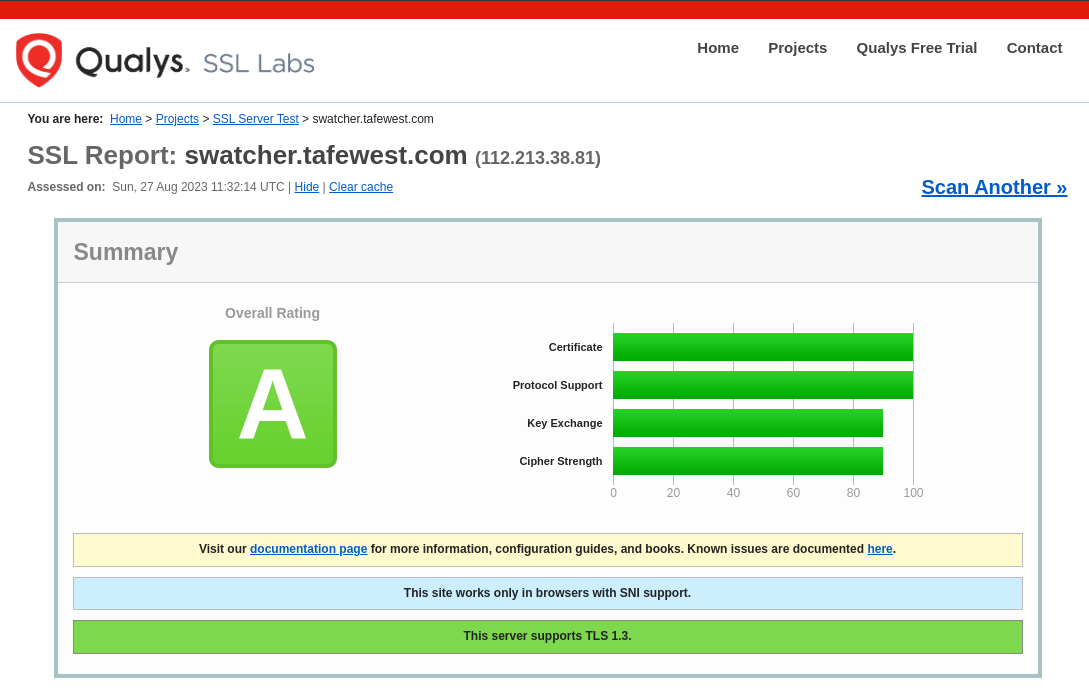 Qualys. SSL Labs
Home Projects Qualys Free Trial Contact
You are here: Home > Projects > SSL Server Test > swatcher.tafewest.com
SSL Report: swatcher.tafewest.com (112.213.38.81)
Assessed on: Sun, 27 Aug 2023 11:32:14 UTC | Hide | Clear cache
Scan Another »
Summary
Overall Rating
A
Certificate
Protocol Support
Key Exchange
Cipher Strength
0 20 40 60 80 100
Visit our documentation page for more information, configuration guides, and books. Known issues are documented here.
This site works only in browsers with SNI support.
This server supports TLS 1.3.